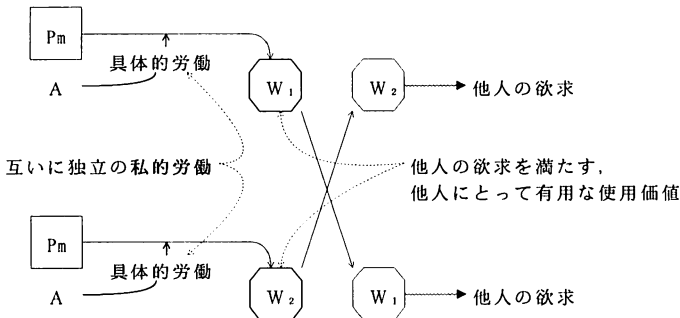 Pm
具体的労働
A
W₁
W₂
他人の欲求
互いに独立の私的労働
他人の欲求を満たす，
他人にとって有用な使用価値
Pm
具体的労働
A
W₂
W₁
他人の欲求